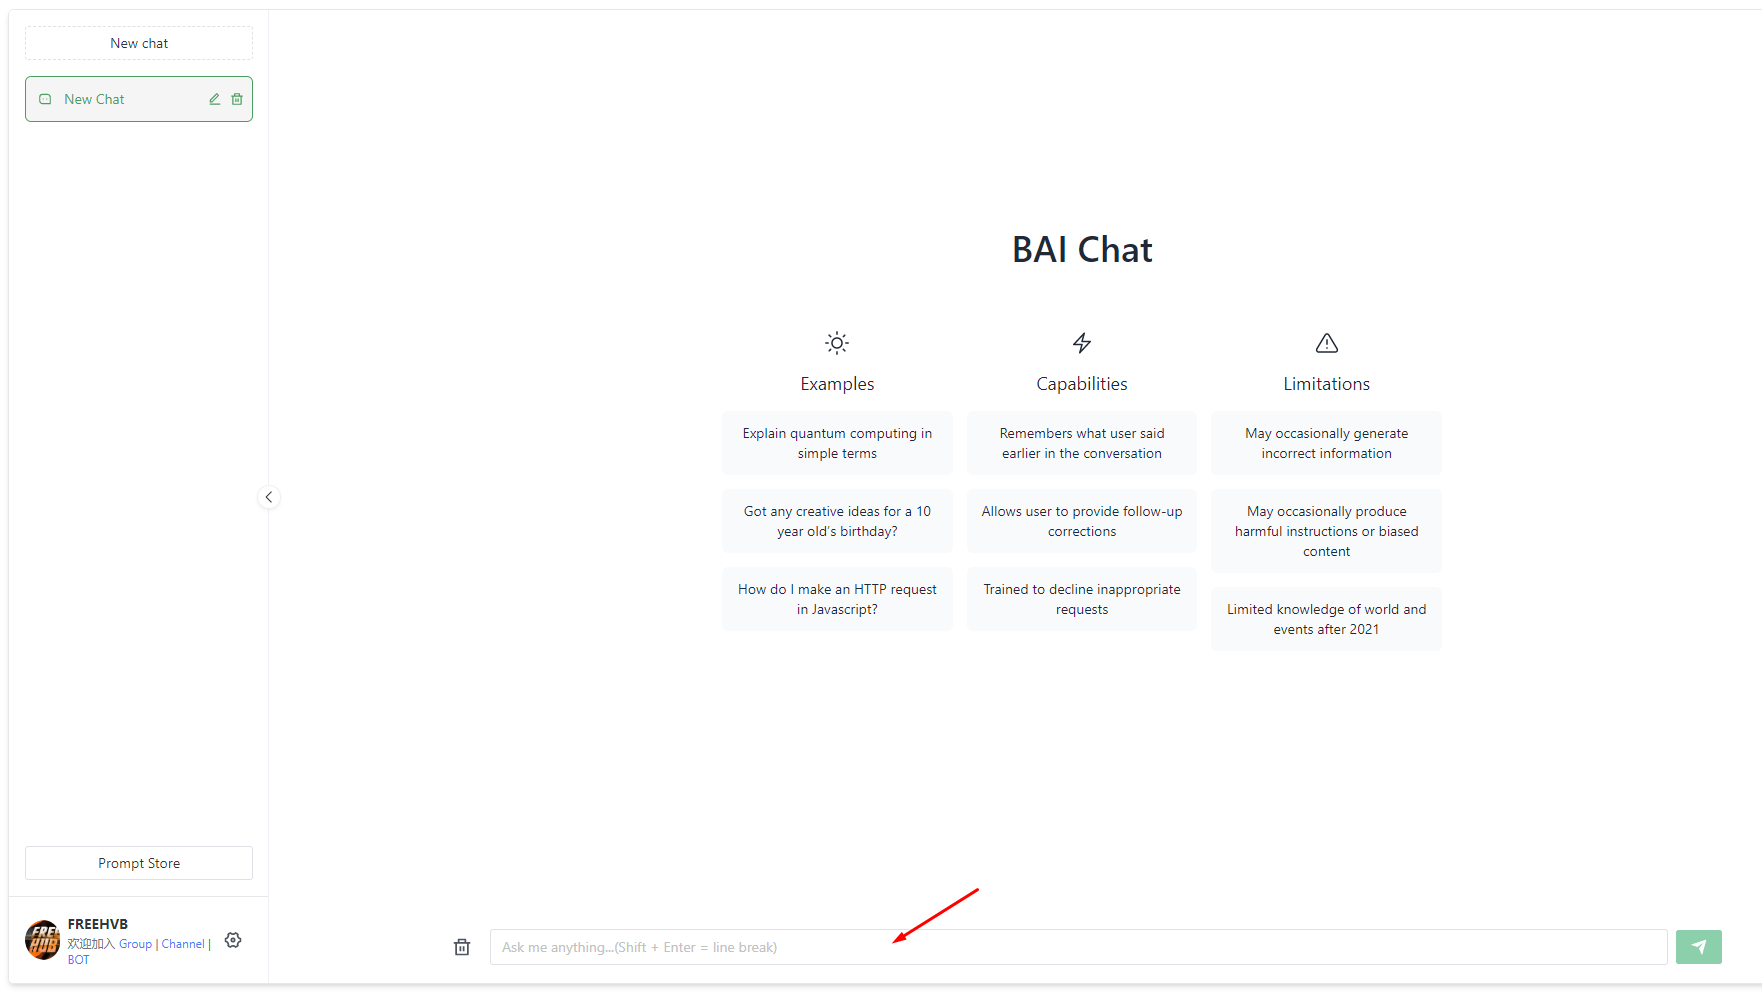 New chat
New Chat
Prompt Store
FREEHVB
欢迎加入 Group | Channel |
BOT
FREE
HUB
BAI Chat
Examples
Explain quantum computing in
simple terms
Got any creative ideas for a 10
year old's birthday?
How do I make an HTTP request
in Javascript?
Capabilities
Remembers what user said
earlier in the conversation
Allows user to provide follow-up
corrections
Trained to decline inappropriate
requests
Limitations
May occasionally generate
incorrect information
May occasionally produce
harmful instructions or biased
content
Limited knowledge of world and
events after 2021
Ask me anything...(Shift + Enter = line break)